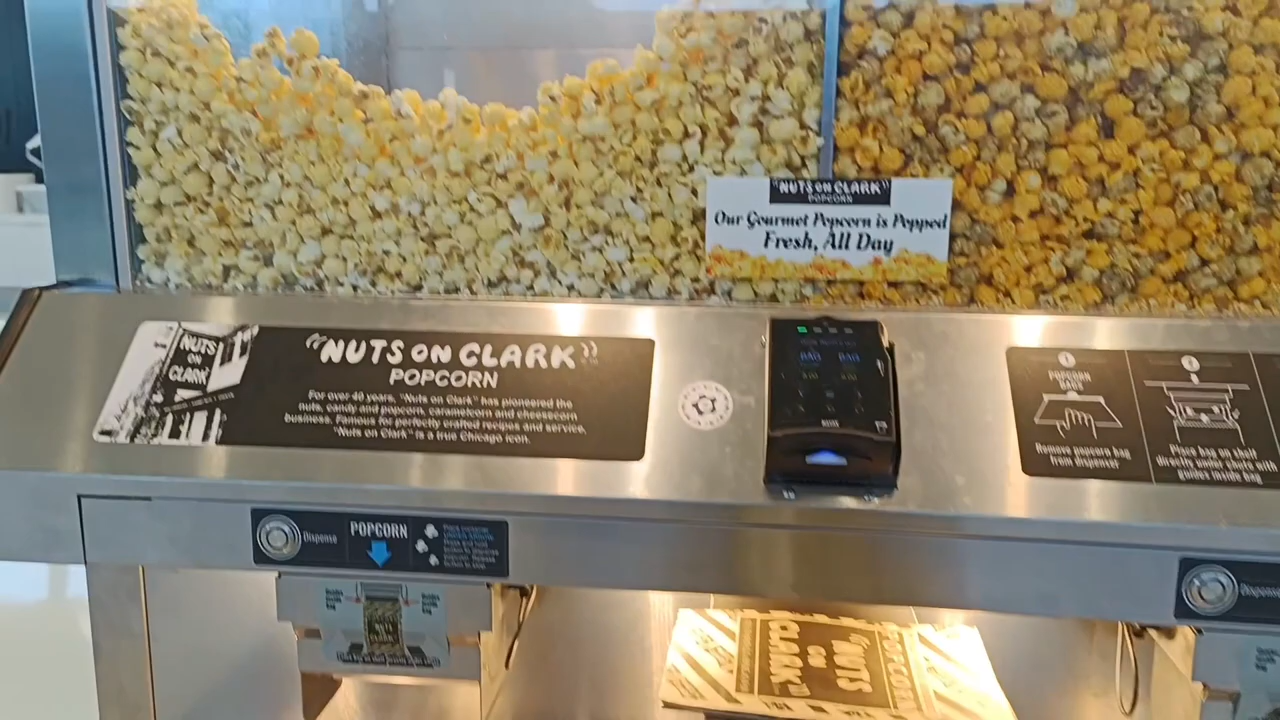 "NUTS ON CLARK"
POPCORN
Our Gourmet Popcorn is Popped
Fresh, All Day
NUTS
ON
CLARK
"NUTS ON CLARK"
POPCORN
For over 40 years, "Nuts on Clark" has pioneered the
nuts, candy and popcorn, caramelcorn and cheesecorn
business. Famous for perfectly crafted recipes and service,
"Nuts on Clark" is a true Chicago icon.
POPCORN
BAGS
Remove popcorn bag
from dispenser
Place bag on shelf
directly under chute with
guides inside bag
Dispense
POPCORN
Dispense
"NUTS
ON
CLARK"
POPCORN